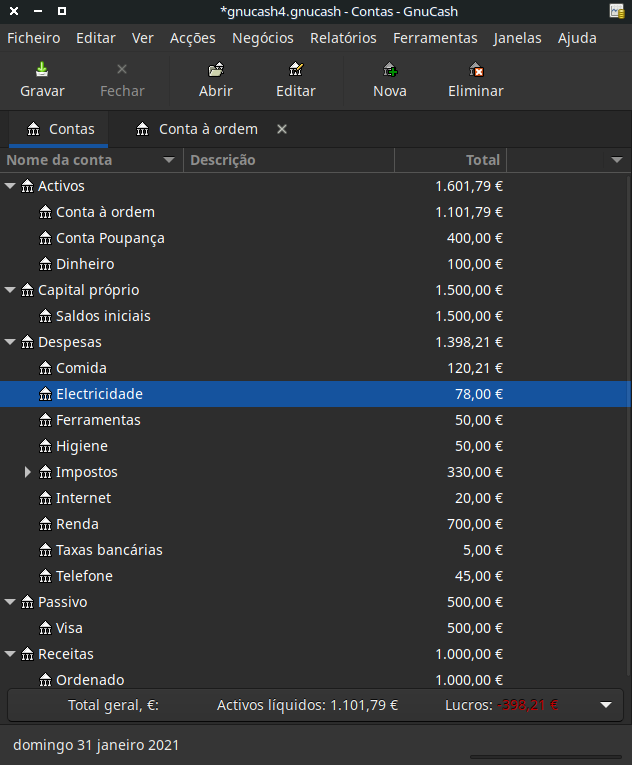 *gnucash4.gnucash - Contas - GnuCash
Ficheiro Editar Ver Acções Negócios Relatórios Ferramentas Janelas Ajuda
Gravar Fechar Abrir Editar Nova Eliminar
Contas Conta à ordem
Nome da conta Descrição Total
Activos 1.601,79 €
Conta à ordem 1.101,79 €
Conta Poupança 400,00 €
Dinheiro 100,00 €
Capital próprio 1.500,00 €
Saldos iniciais 1.500,00 €
Despesas 1.398,21 €
Comida 120,21 €
Electricidade 78,00 €
Ferramentas 50,00 €
Higiene 50,00 €
Impostos 330,00 €
Internet 20,00 €
Renda 700,00 €
Taxas bancárias 5,00 €
Telefone 45,00 €
Passivo 500,00 €
Visa 500,00 €
Receitas 1.000,00 €
Ordenado 1.000,00 €
Total geral, €: Activos líquidos: 1.101,79 € Lucros: -398,21 €
domingo 31 janeiro 2021